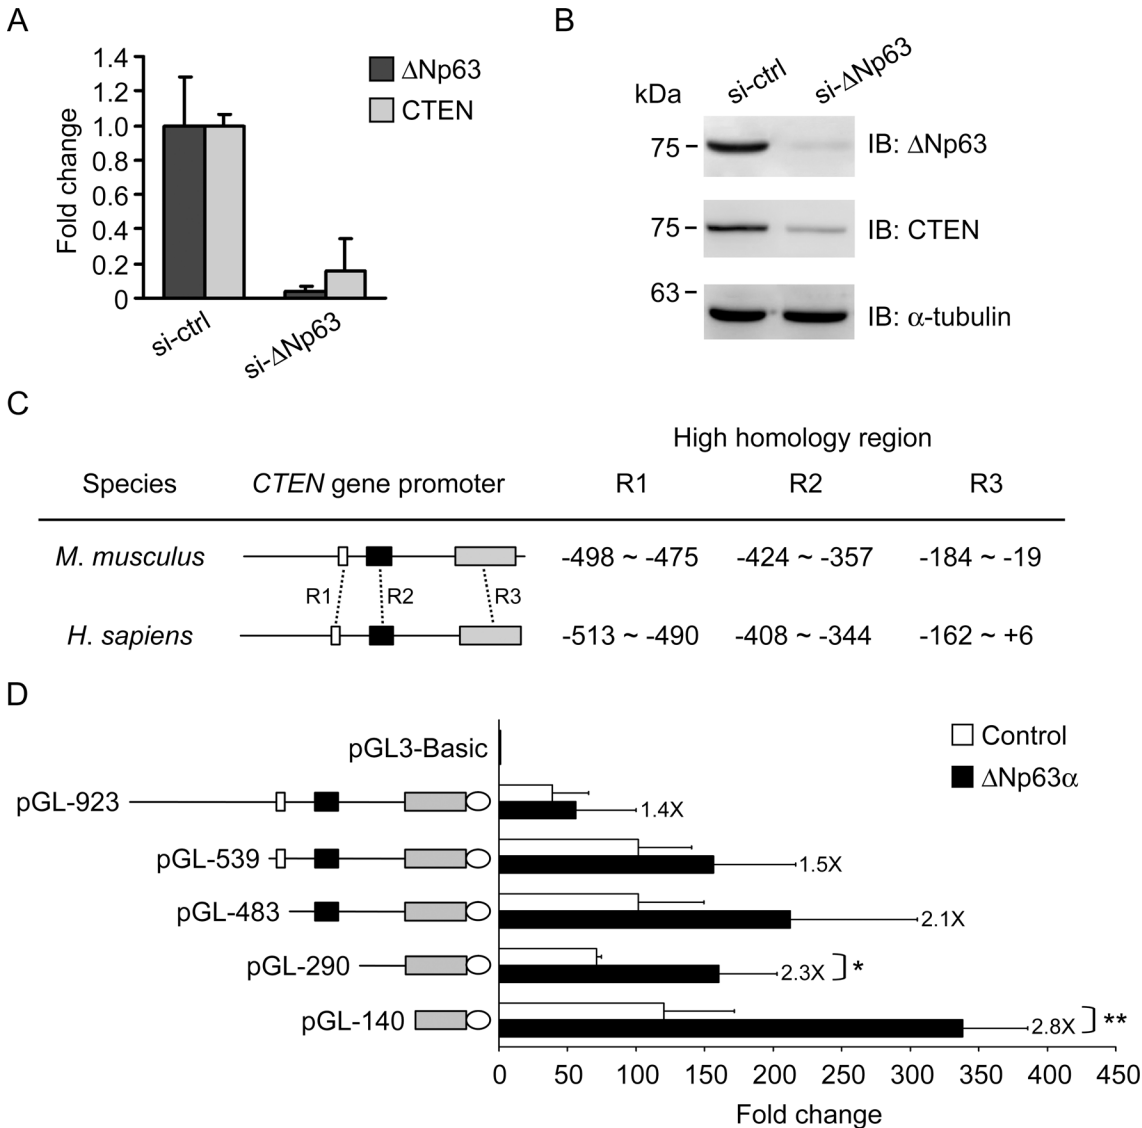 A
Fold change
1.4
1.2
1.0
0.8
0.6
0.4
0.2
0
ΔNp63
CTEN
si-ctrl
si-ΔNp63
B
kDa
si-ctrl
si-ΔNp63
75
IB: ΔNp63
75
IB: CTEN
63
IB: α-tubulin
C
High homology region
Species CTEN gene promoter R1 R2 R3
M. musculus -498 ~ -475 -424 ~ -357 -184 ~ -19
R1 R2 R3
H. sapiens -513 ~ -490 -408 ~ -344 -162 ~ +6
D
pGL3-Basic
Control
ΔNp63α
pGL-923 1.4X
pGL-539 1.5X
pGL-483 2.1X
pGL-290 2.3X *
pGL-140 2.8X **
0 50 100 150 200 250 300 350 400 450
Fold change